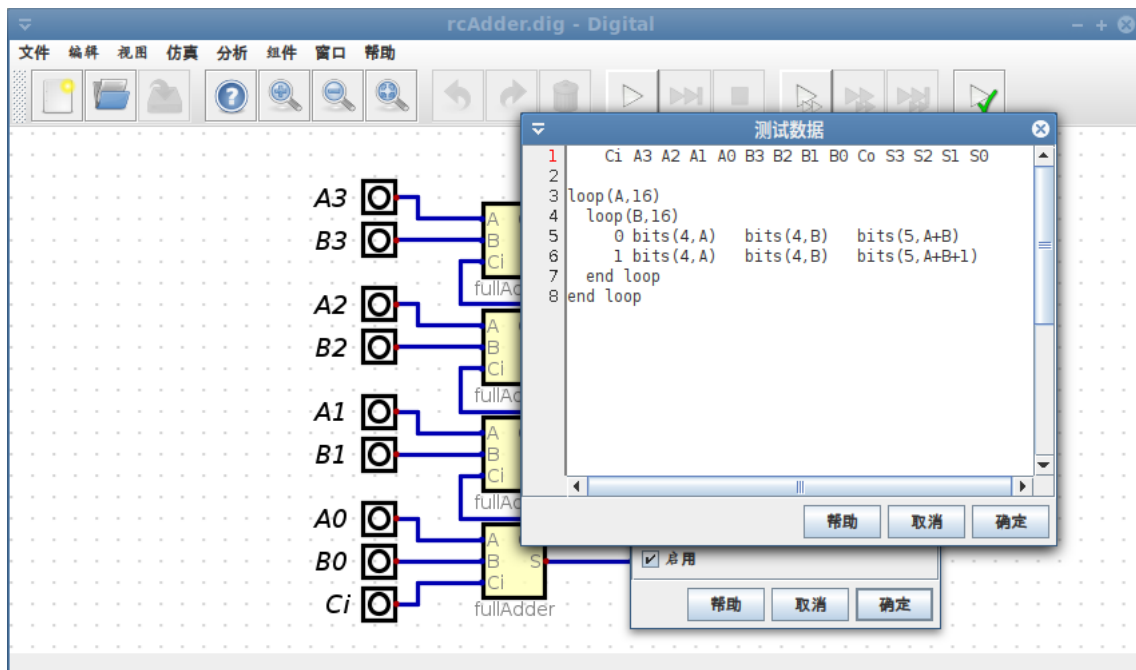 rcAdder.dig - Digital
文件 编辑 视图 仿真 分析 组件 窗口 帮助
测试数据
1 Ci A3 A2 A1 A0 B3 B2 B1 B0 Co S3 S2 S1 S0
2
3 loop(A,16)
4 loop(B,16)
5 0 bits(4,A) bits(4,B) bits(5,A+B)
6 1 bits(4,A) bits(4,B) bits(5,A+B+1)
7 end loop
8 end loop
帮助 取消 确定
启用
帮助 取消 确定
A3
B3
A
B
Ci
A2
B2
A
B
Ci
A1
B1
A
B
Ci
A0
B0
Ci
A
B S
Ci
fullAdder